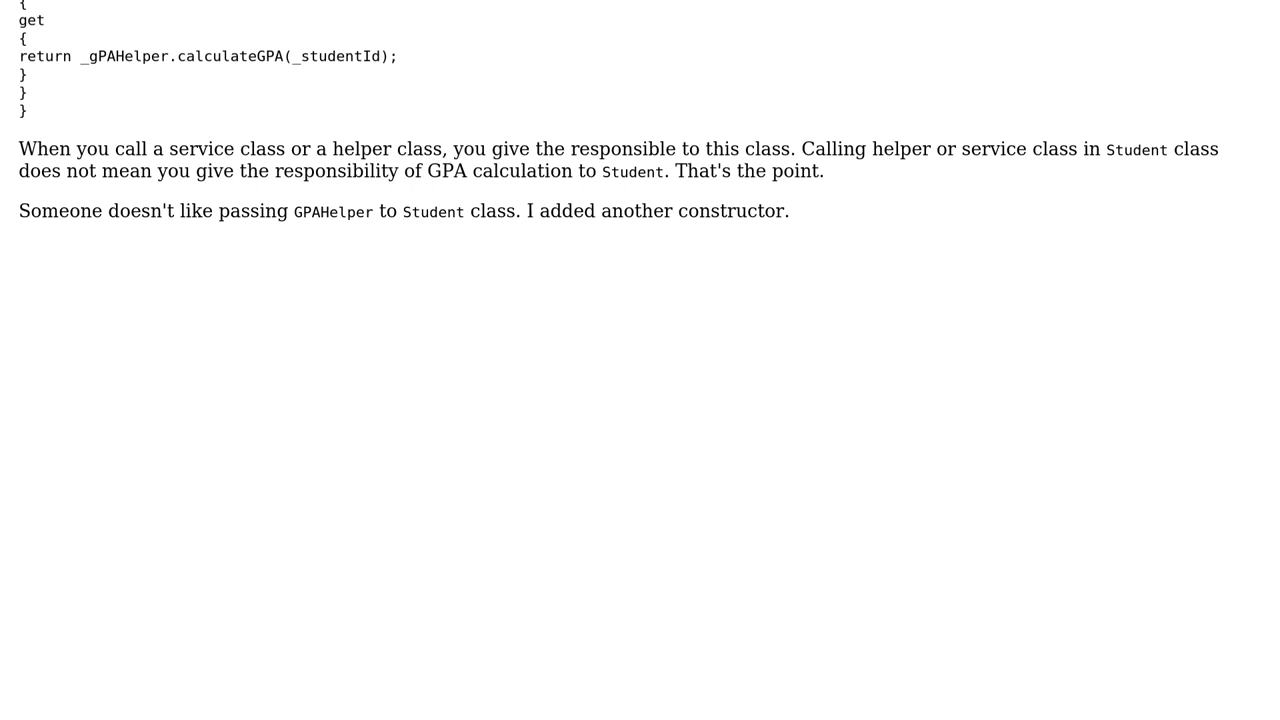 {
get
{
return _gPAHelper.calculateGPA(_studentId);
}
}
}
When you call a service class or a helper class, you give the responsible to this class. Calling helper or service class in Student class
does not mean you give the responsibility of GPA calculation to Student. That's the point.
Someone doesn't like passing GPAHelper to Student class. I added another constructor.